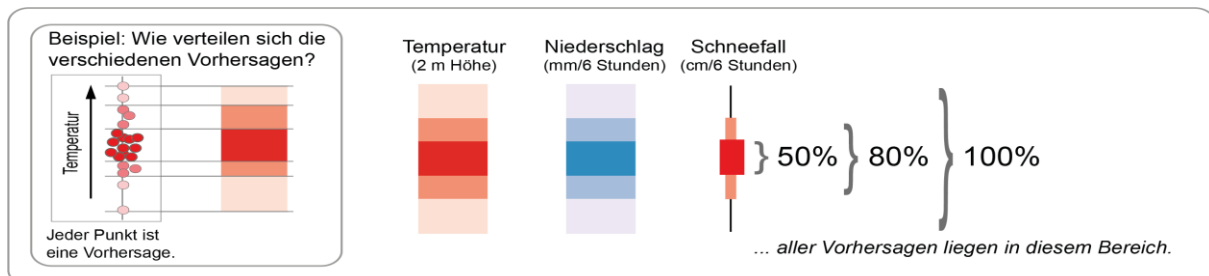 Beispiel: Wie verteilen sich die
verschiedenen Vorhersagen?
Temperatur
Jeder Punkt ist
eine Vorhersage.
Temperatur
(2 m Höhe)
Niederschlag
(mm/6 Stunden)
Schneefall
(cm/6 Stunden)
} 50% } 80% } 100%
... aller Vorhersagen liegen in diesem Bereich.